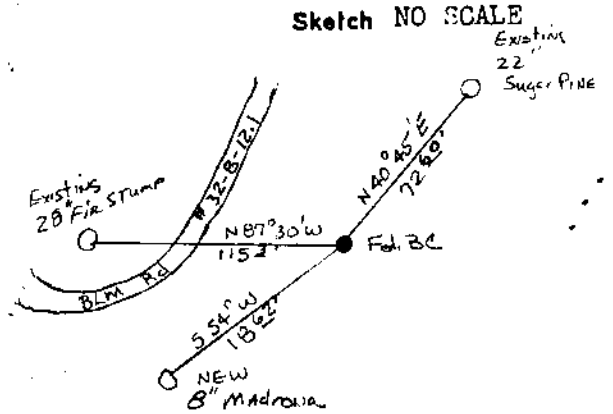 Sketch NO SCALE
Existing
22"
Sugar PINE
N40°45'E
72.60'
# 32-8-12.1
Existing
28" FIR STUMP
N87°30'W
115
Fd. BC
BLM Rd
S54°W
18.62'
NEW
8" MADRONA